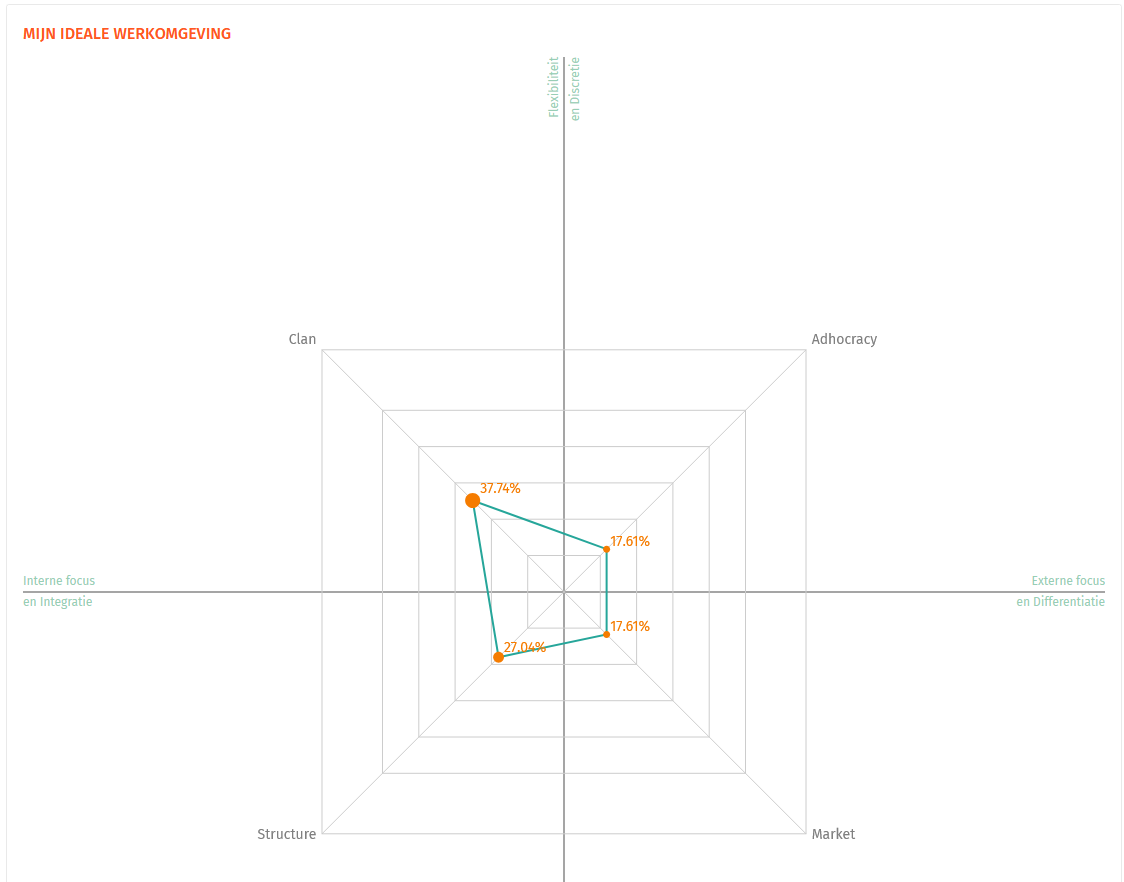 MIJN IDEALE WERKOMGEVING
Flexibiliteit
en Discretie
Clan
Adhocracy
37.74%
17.61%
Interne focus
en Integratie
Externe focus
en Differentiatie
17.61%
27.04%
Structure
Market